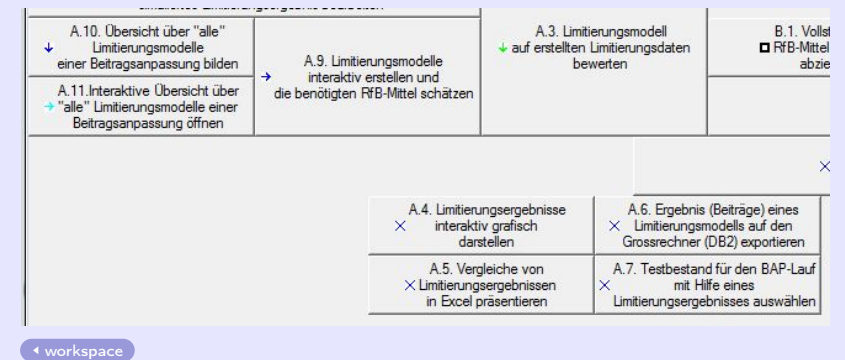 A.10. Übersicht über "alle"
Limitierungsmodelle
einer Beitragsanpassung bilden
A.11.Interaktive Übersicht über
"alle" Limitierungsmodelle einer
Beitragsanpassung öffnen
A.9. Limitierungsmodelle
interaktiv erstellen und
die benötigten RfB-Mittel schätzen
A.3. Limitierungsmodell
auf erstellten Limitierungsdaten
bewerten
B.1.
RfB-Mittel
A.4. Limitierungsergebnisse
interaktiv grafisch
darstellen
A.6. Ergebnis (Beiträge) eines
Limitierungsmodells auf den
Grossrechner (DB2) exportieren
A.5. Vergleiche von
Limitierungsergebnissen
in Excel präsentieren
A.7. Testbestand für den BAP-Lauf
mit Hilfe eines
Limitierungsergebnisses auswählen
workspace